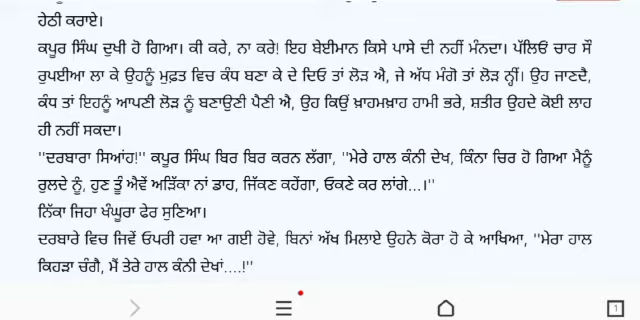 ਹੇਠੀ ਕਰਾਏ।
ਕਪੂਰ ਸਿੰਘ ਦੁਖੀ ਹੋ ਗਿਆ। ਕੀ ਕਰੇ, ਨਾ ਕਰੇ! ਇਹ ਬੇਈਮਾਨ ਕਿਸੇ ਪਾਸੇ ਦੀ ਨਹੀਂ ਮੰਨਦਾ। ਪੱਲਿਓਂ ਚਾਰ ਸੌ
ਰੁਪਈਆ ਲਾ ਕੇ ਉਹਨੂੰ ਮੁਫ਼ਤ ਵਿਚ ਕੰਧ ਬਣਾ ਕੇ ਦੇ ਦਿਓ ਤਾਂ ਲੋੜ ਐ, ਜੇ ਅੱਧ ਮੰਗੋ ਤਾਂ ਲੋੜ ਨ੍ਹੀਂ। ਉਹ ਜਾਣਦੈ,
ਕੰਧ ਤਾਂ ਇਹਨੂੰ ਆਪਣੀ ਲੋੜ ਨੂੰ ਬਣਾਉਣੀ ਪੈਣੀ ਐ, ਉਹ ਕਿਉਂ ਖ਼ਾਹਮਖ਼ਾਹ ਹਾਮੀ ਭਰੇ, ਸ਼ਤੀਰ ਉਹਦੇ ਕੋਈ ਲਾਹ
ਹੀ ਨਹੀਂ ਸਕਦਾ।
''ਦਰਬਾਰਾ ਸਿਆਂਹ!'' ਕਪੂਰ ਸਿੰਘ ਬਿਰ ਬਿਰ ਕਰਨ ਲੱਗਾ, ''ਮੇਰੇ ਹਾਲ ਕੰਨੀ ਦੇਖ, ਕਿੰਨਾ ਚਿਰ ਹੋ ਗਿਆ ਮੈਨੂੰ
ਰੁਲਦੇ ਨੂੰ, ਹੁਣ ਤੂੰ ਐਵੇਂ ਅੜਿੱਕਾ ਨਾਂ ਡਾਹ, ਜਿੱਕਣ ਕਹੇਂਗਾ, ਓਕਣੇ ਕਰ ਲਾਂਗੇ...।''
ਨਿੱਕਾ ਜਿਹਾ ਖੰਘੂਰਾ ਫੇਰ ਸੁਣਿਆ।
ਦਰਬਾਰੇ ਵਿਚ ਜਿਵੇਂ ਓਪਰੀ ਹਵਾ ਆ ਗਈ ਹੋਵੇ, ਬਿਨਾਂ ਅੱਖ ਮਿਲਾਏ ਉਹਨੇ ਕੋਰਾ ਹੋ ਕੇ ਆਖਿਆ, ''ਮੇਰਾ ਹਾਲ
ਕਿਹੜਾ ਚੰਗੈ, ਮੈਂ ਤੇਰੇ ਹਾਲ ਕੰਨੀ ਦੇਖਾਂ....!''
1